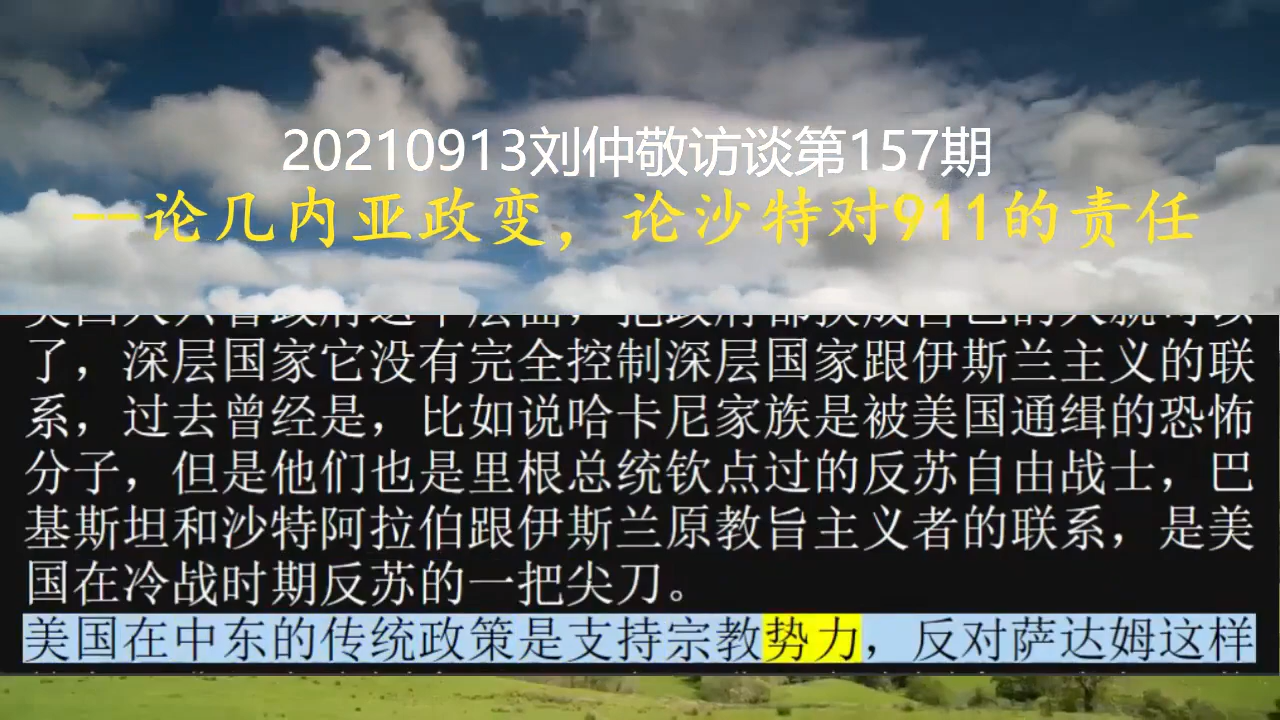 20210913刘仲敬访谈第157期
--论几内亚政变，论沙特对911的责任
了，深层国家它没有完全控制深层国家跟伊斯兰主义的联
系，过去曾经是，比如说哈卡尼家族是被美国通缉的恐怖
分子，但是他们也是里根总统钦点过的反苏自由战士，巴
基斯坦和沙特阿拉伯跟伊斯兰原教旨主义者的联系，是美
国在冷战时期反苏的一把尖刀。
美国在中东的传统政策是支持宗教势力，反对萨达姆这样